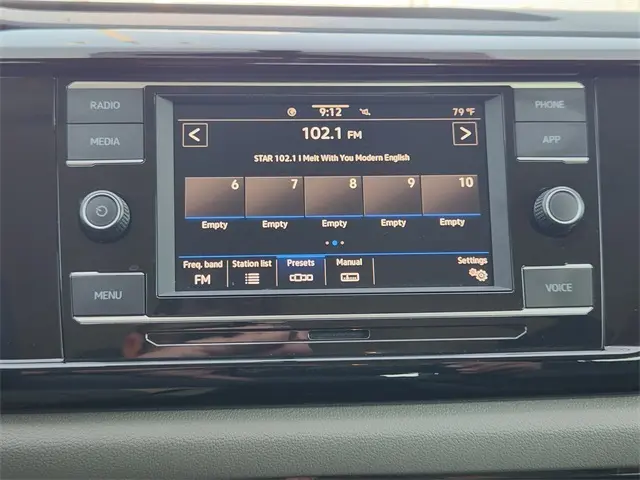 RADIO
MEDIA
MENU
PHONE
APP
VOICE
9:12
79 °F
<
102.1 FM
>
STAR 102.1 I Melt With You Modern English
6 7 8 9 10
Empty Empty Empty Empty Empty
Freq. band Station list Presets Manual Settings
FM